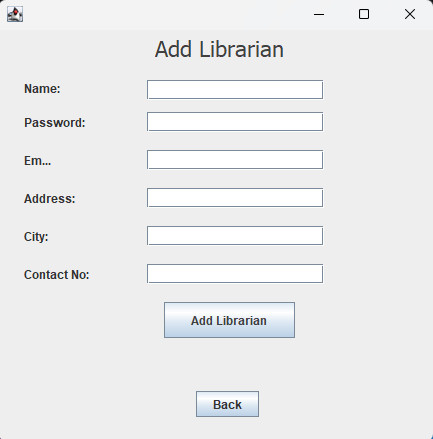 Add Librarian
Name:
Password:
Em...
Address:
City:
Contact No:
Add Librarian
Back